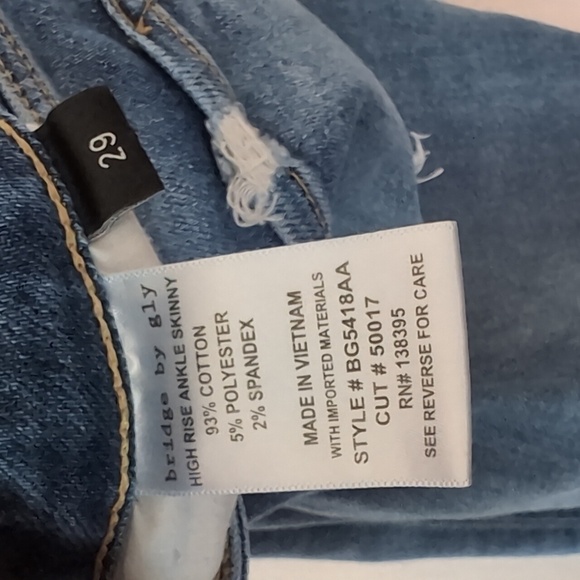 29
bridge by gly
HIGH RISE ANKLE SKINNY
93% COTTON
5% POLYESTER
2% SPANDEX
MADE IN VIETNAM
WITH IMPORTED MATERIALS
STYLE # BG5418AA
CUT # 50017
RN# 138395
SEE REVERSE FOR CARE